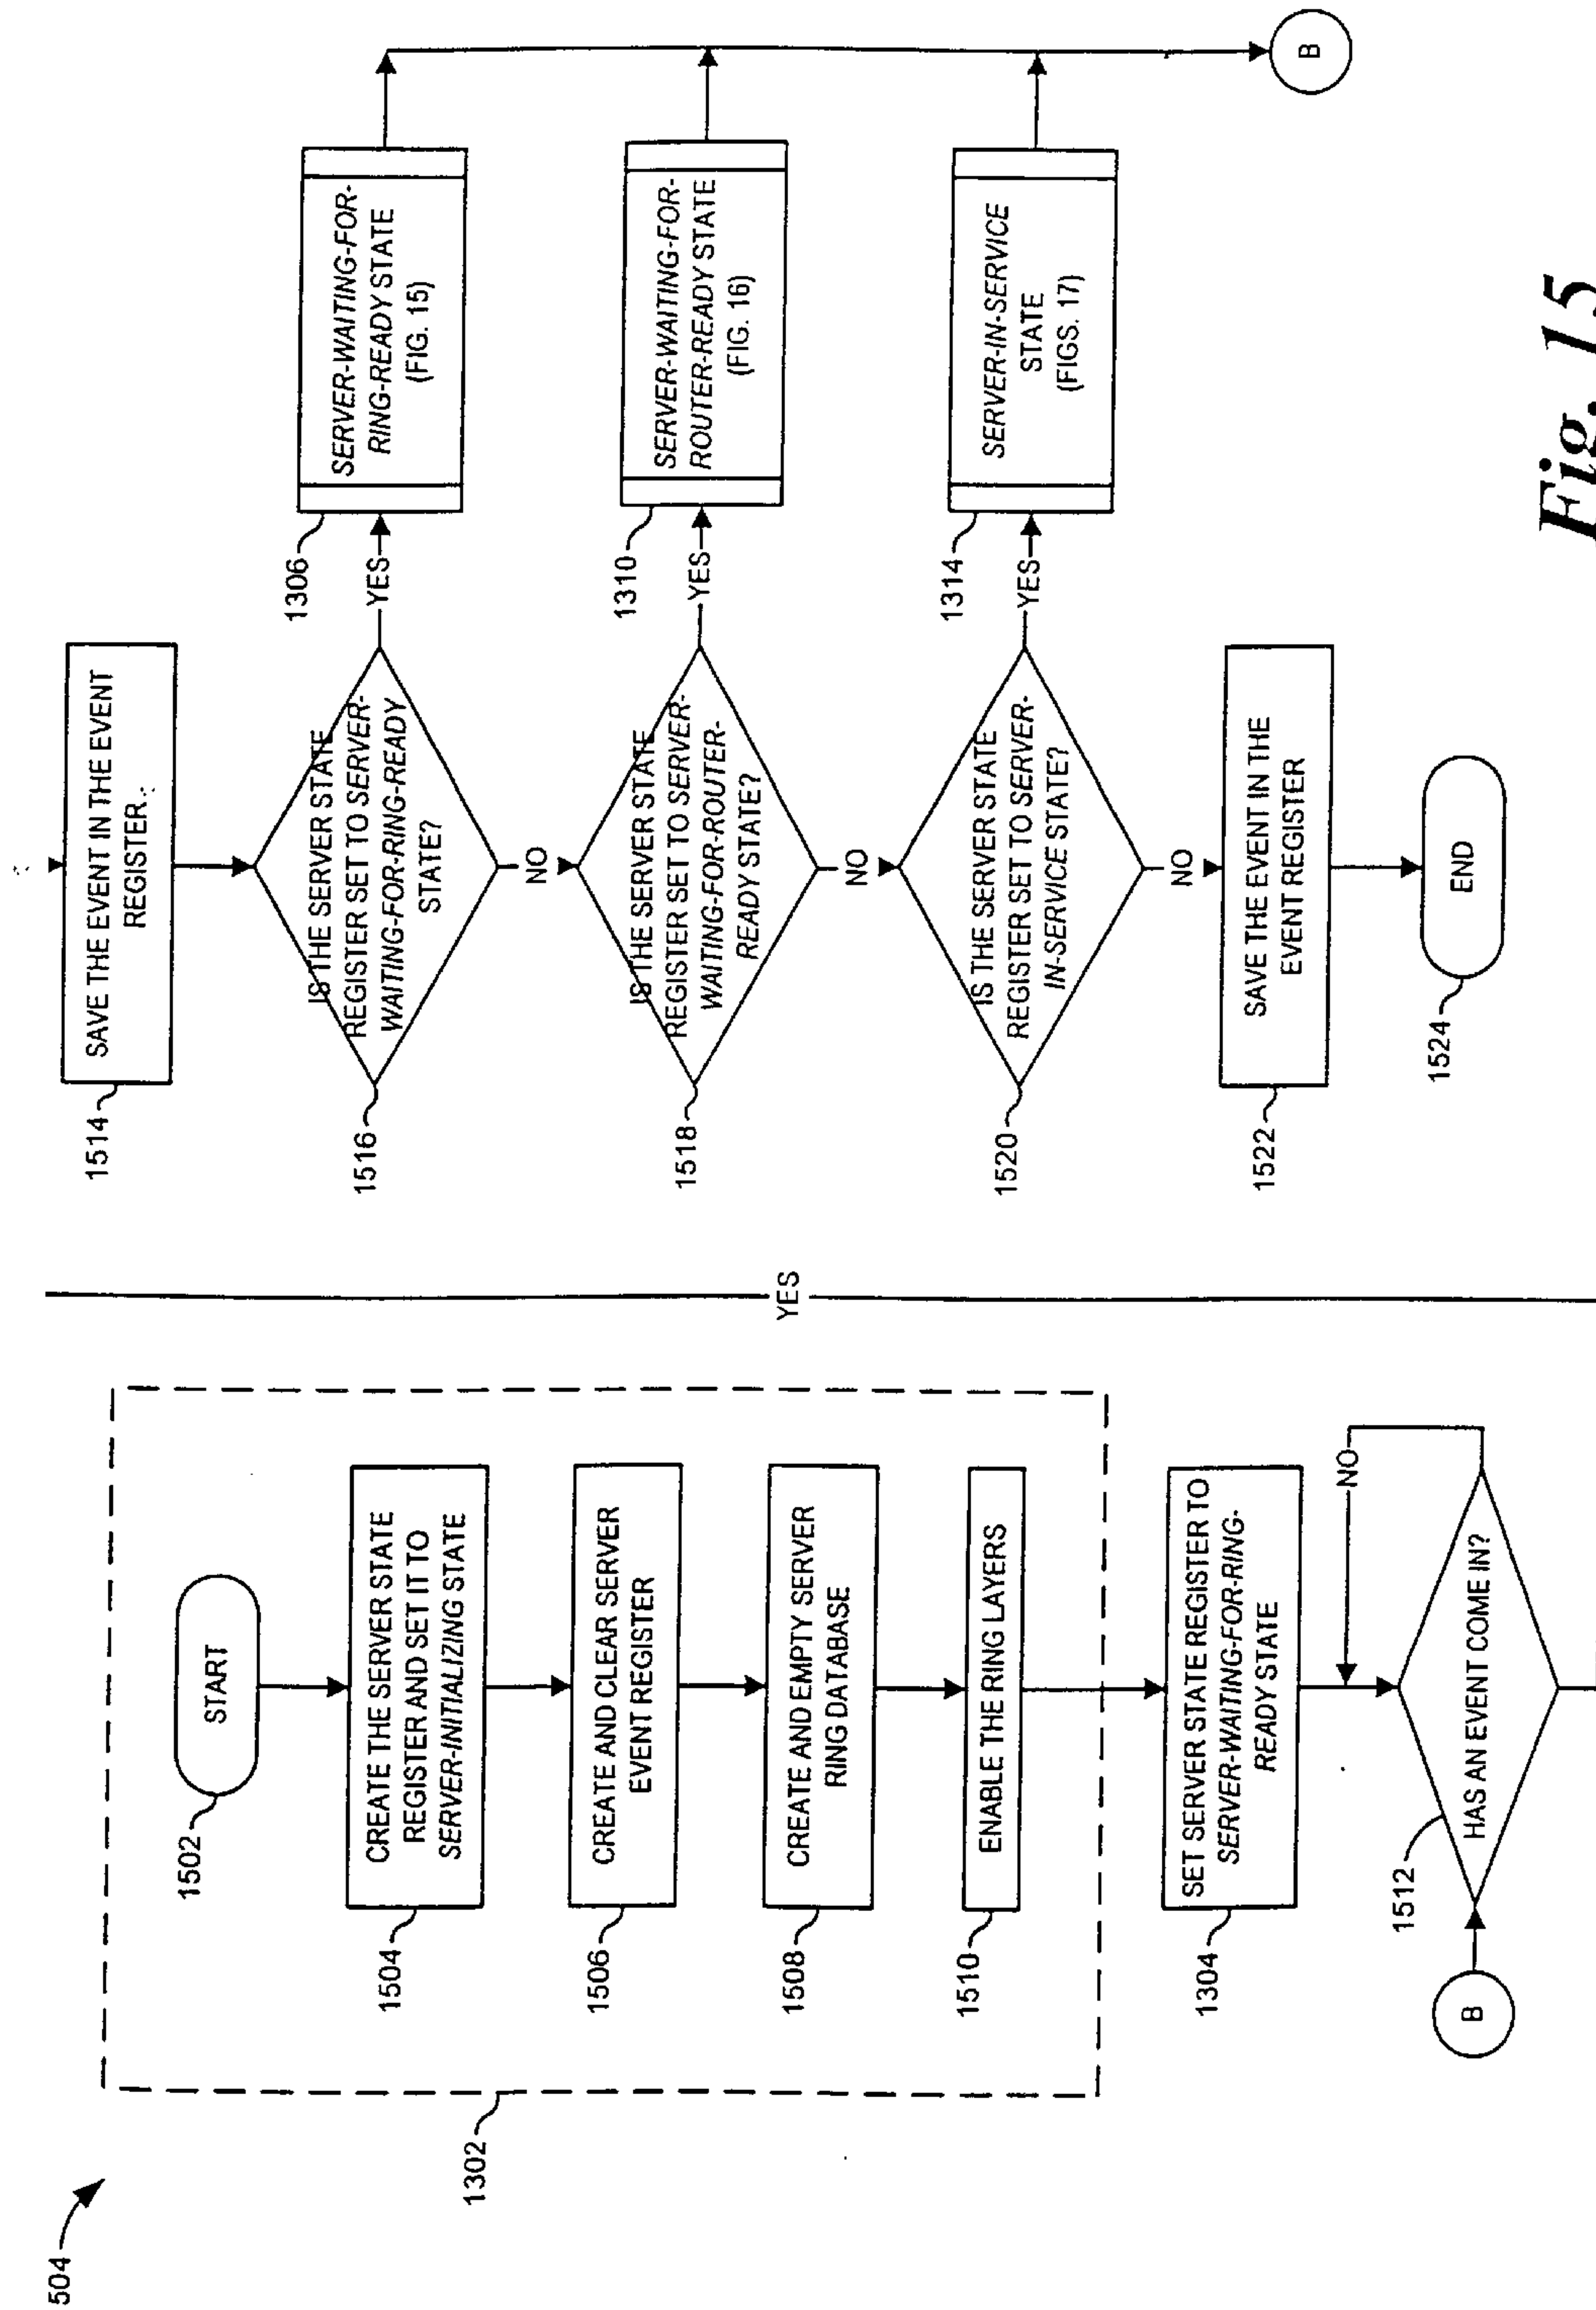 504
1302
1502
START
1504
CREATE THE SERVER STATE
REGISTER AND SET IT TO
SERVER-INITIALIZING STATE
1506
CREATE AND CLEAR SERVER
EVENT REGISTER
1508
CREATE AND EMPTY SERVER
RING DATABASE
1510
ENABLE THE RING LAYERS
1304
SET SERVER STATE REGISTER TO
SERVER-WAITING-FOR-RING-
READY STATE
NO
B
1512
HAS AN EVENT COME IN?
YES
1514
SAVE THE EVENT IN THE EVENT
REGISTER
1516
IS THE SERVER STATE
REGISTER SET TO SERVER-
WAITING-FOR-RING-READY
STATE?
YES
1306
SERVER-WAITING-FOR-
RING-READY STATE
(FIG. 15)
NO
1518
IS THE SERVER STATE
REGISTER SET TO SERVER-
WAITING-FOR-ROUTER-
READY STATE?
YES
1310
SERVER-WAITING-FOR-
ROUTER-READY STATE
(FIG. 16)
NO
1520
IS THE SERVER STATE
REGISTER SET TO SERVER-
IN-SERVICE STATE?
YES
1314
SERVER-IN-SERVICE
STATE
(FIGS. 17)
NO
1522
SAVE THE EVENT IN THE
EVENT REGISTER
B
1524
END
Fig. 15